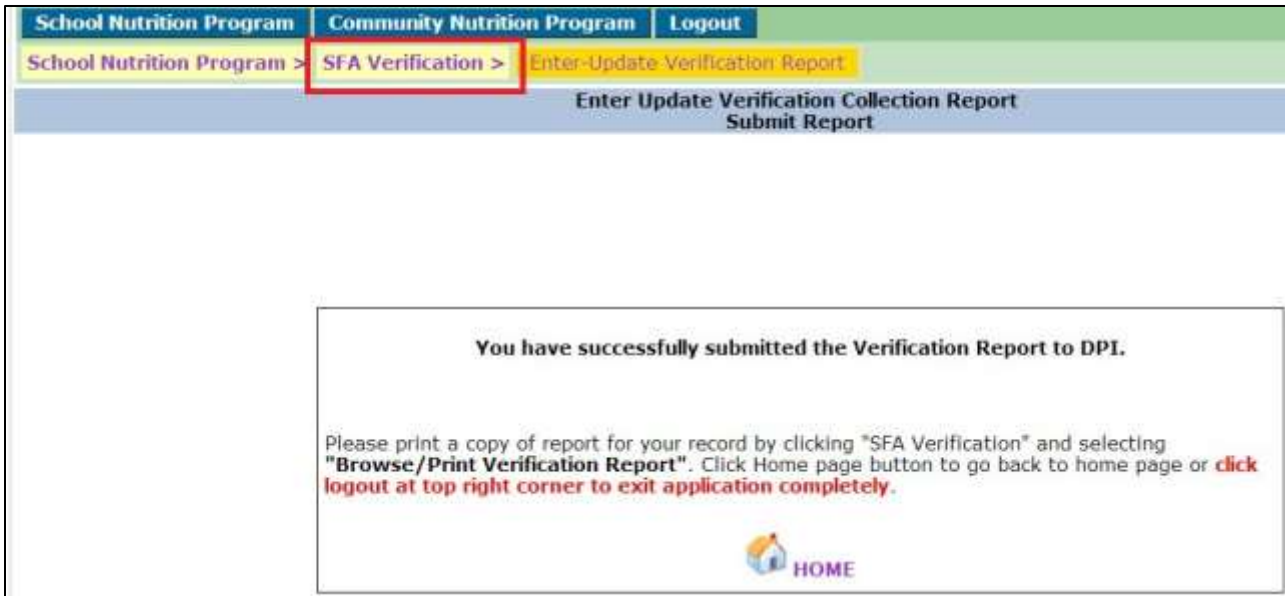 School Nutrition Program Community Nutrition Program Logout
School Nutrition Program > SFA Verification > Enter-Update Verification Report
Enter Update Verification Collection Report
Submit Report
You have successfully submitted the Verification Report to DPI.
Please print a copy of report for your record by clicking "SFA Verification" and selecting
"Browse/Print Verification Report". Click Home page button to go back to home page or click
logout at top right corner to exit application completely.
HOME